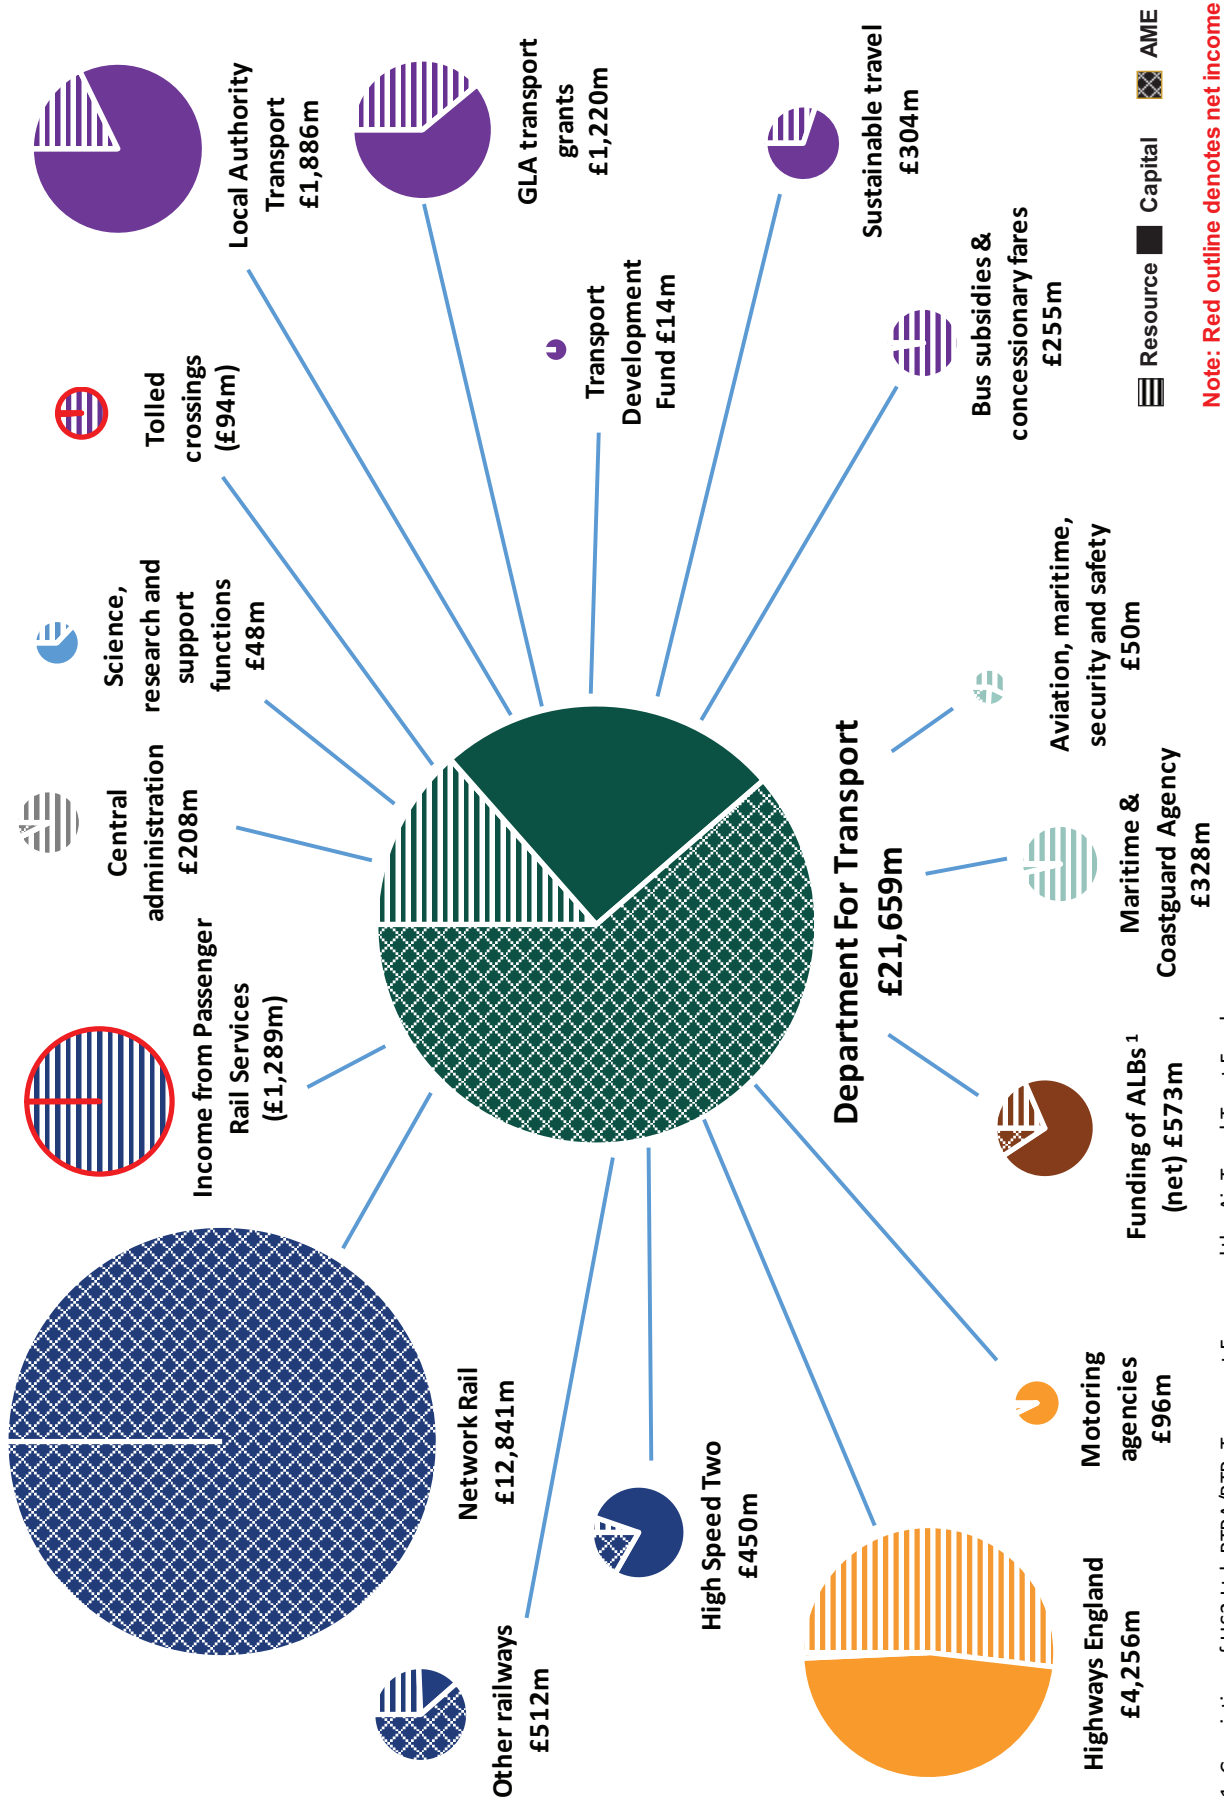 Income from Passenger
Rail Services
(£1,289m)
Central
administration
£208m
Science,
research and
support
functions
£48m
Tolled
crossings
(£94m)
Local Authority
Transport
£1,886m
Network Rail
£12,841m
Other railways
£512m
GLA transport
grants
£1,220m
Transport
Development
Fund £14m
High Speed Two
£450m
Department For Transport
£21,659m
Sustainable travel
£304m
Bus subsidies &
concessionary fares
£255m
Highways England
£4,256m
Motoring
agencies
£96m
Funding of ALBs 1
(net) £573m
Maritime &
Coastguard Agency
£328m
Aviation, maritime,
security and safety
£50m
Resource Capital AME
Note: Red outline denotes net income